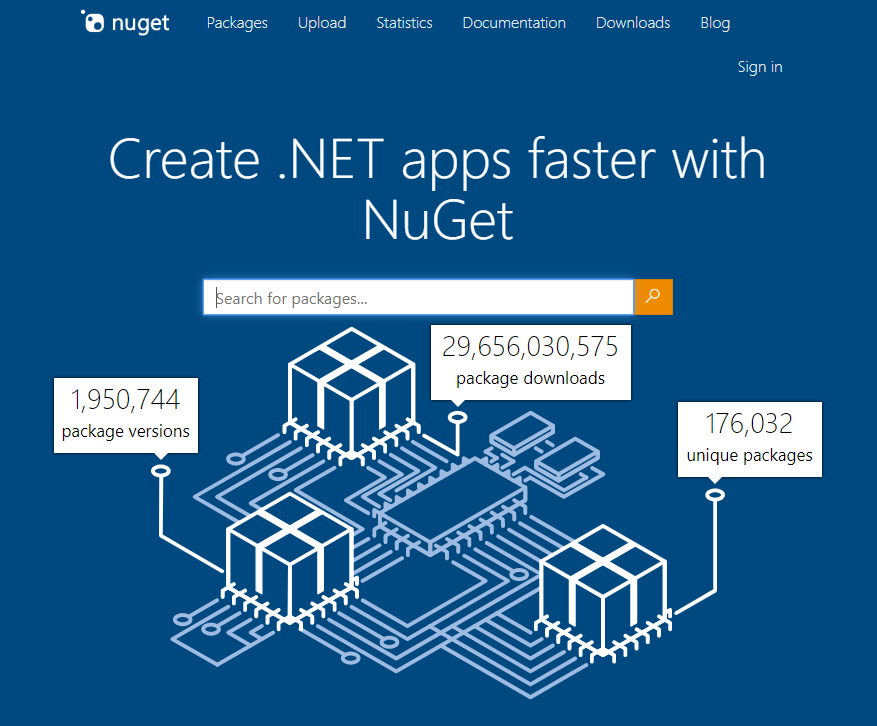 nuget
Packages
Upload
Statistics
Documentation
Downloads
Blog
Sign in
Create .NET apps faster with
NuGet
Search for packages...
29,656,030,575
package downloads
1,950,744
package versions
176,032
unique packages